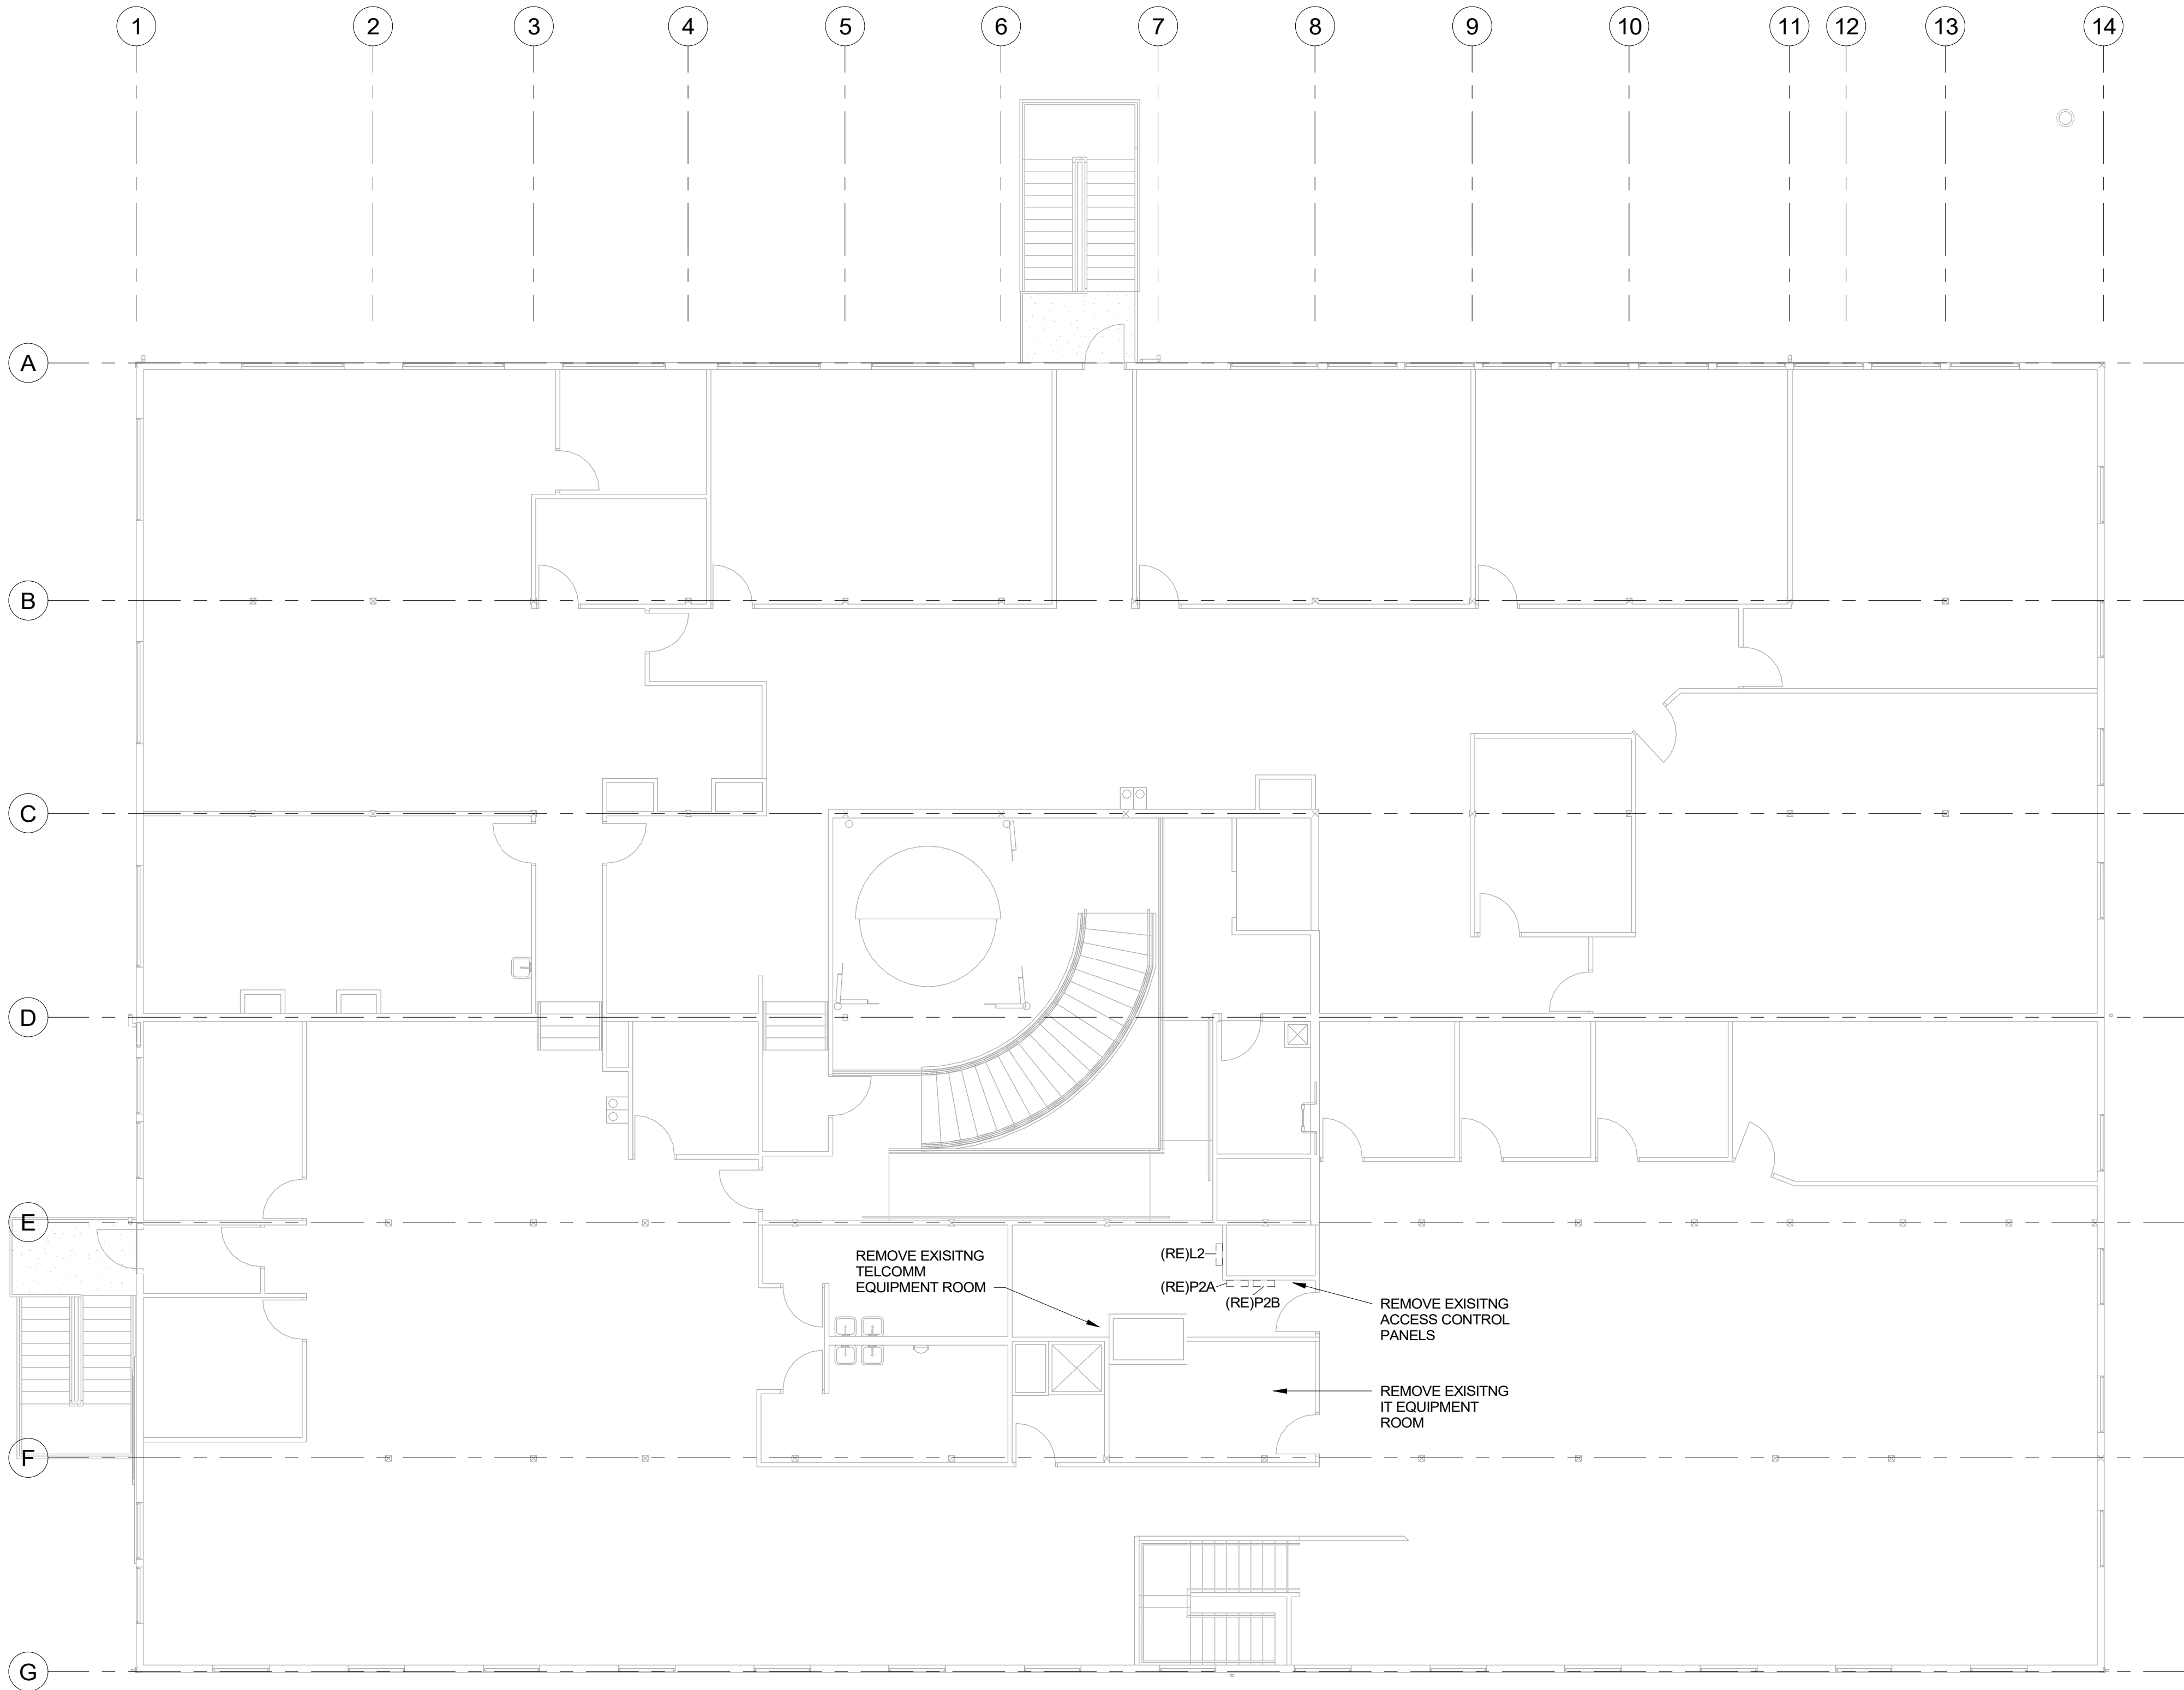 1
2
3
4
5
6
7
8
9
10
11
12
13
14
A
B
C
D
E
REMOVE EXISITNG
TELCOMM
EQUIPMENT ROOM
(RE)L2
(RE)P2A
(RE)P2B
REMOVE EXISITNG
ACCESS CONTROL
PANELS
REMOVE EXISITNG
IT EQUIPMENT
ROOM
F
G